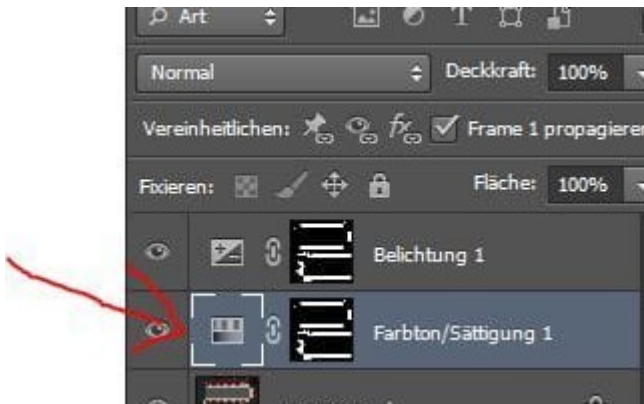 Art
Normal Deckkraft: 100%
Vereinheitlichen: Frame 1 propagieren
Fixieren: Fläche: 100%
Belichtung 1
Farbton/Sättigung 1